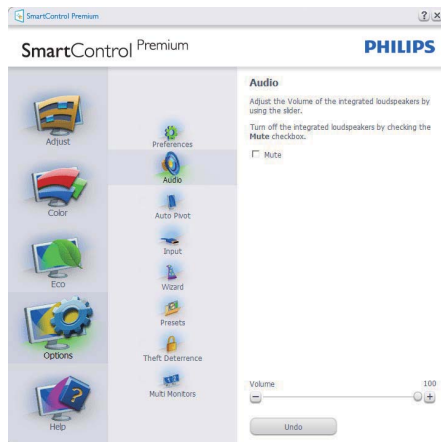 SmartControl Premium
SmartControl Premium
PHILIPS
Adjust
Color
Eco
Options
Help
Preferences
Audio
Auto Pivot
Input
Wizard
Presets
Theft Deterrence
Multi Monitors
Audio
Adjust the Volume of the integrated loudspeakers by
using the slider.
Turn off the integrated loudspeakers by checking the
Mute checkbox.
Mute
Volume 100
Undo